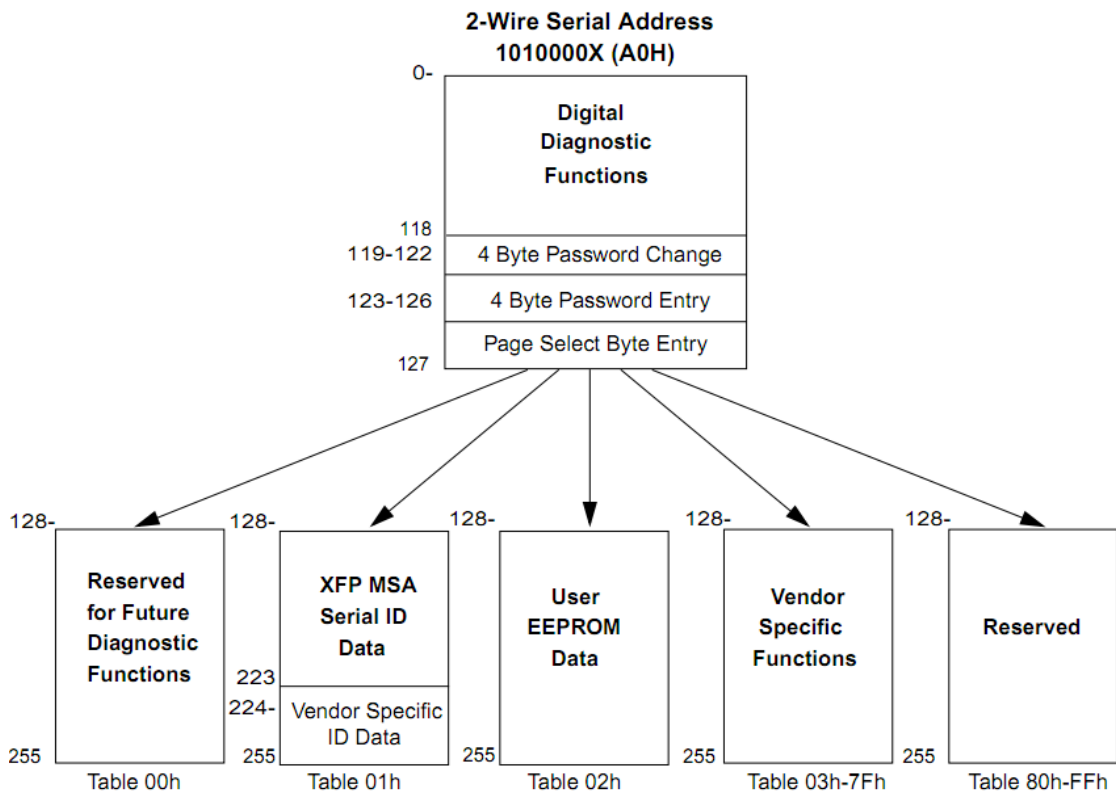 2-Wire Serial Address
1010000X (A0H)
0-
Digital
Diagnostic
Functions
118
119-122
4 Byte Password Change
123-126
4 Byte Password Entry
Page Select Byte Entry
127
128-
Reserved
for Future
Diagnostic
Functions
255
Table 00h
128-
XFP MSA
Serial ID
Data
223
224-
Vendor Specific
ID Data
255
Table 01h
128-
User
EEPROM
Data
255
Table 02h
128-
Vendor
Specific
Functions
255
Table 03h-7Fh
128-
Reserved
255
Table 80h-FFh